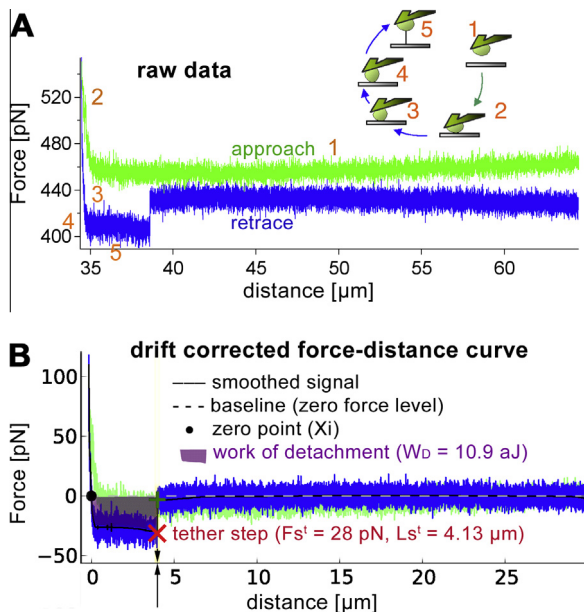 A
raw data
5
1
4
3
2
Force [pN]
520
480
440
400
2
approach
1
3
4
retrace
5
35
40
45
50
55
60
distance [µm]
B
drift corrected force-distance curve
smoothed signal
baseline (zero force level)
zero point (Xi)
work of detachment (WD = 10.9 aJ)
tether step (Fsᵗ = 28 pN, Lsᵗ = 4.13 µm)
Force [pN]
100
50
0
−50
0
5
10
15
20
25
distance [µm]